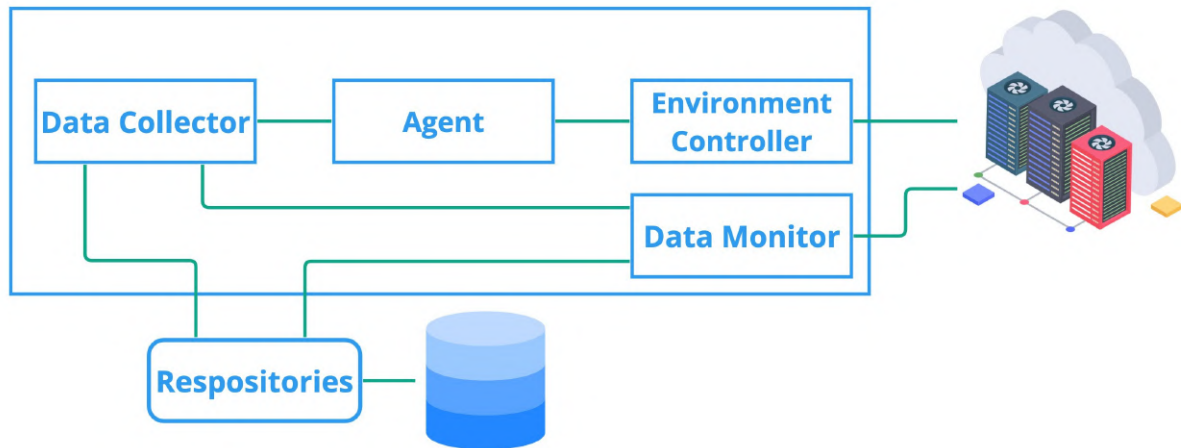 Data Collector
Agent
Environment
Controller
Data Monitor
Respositories